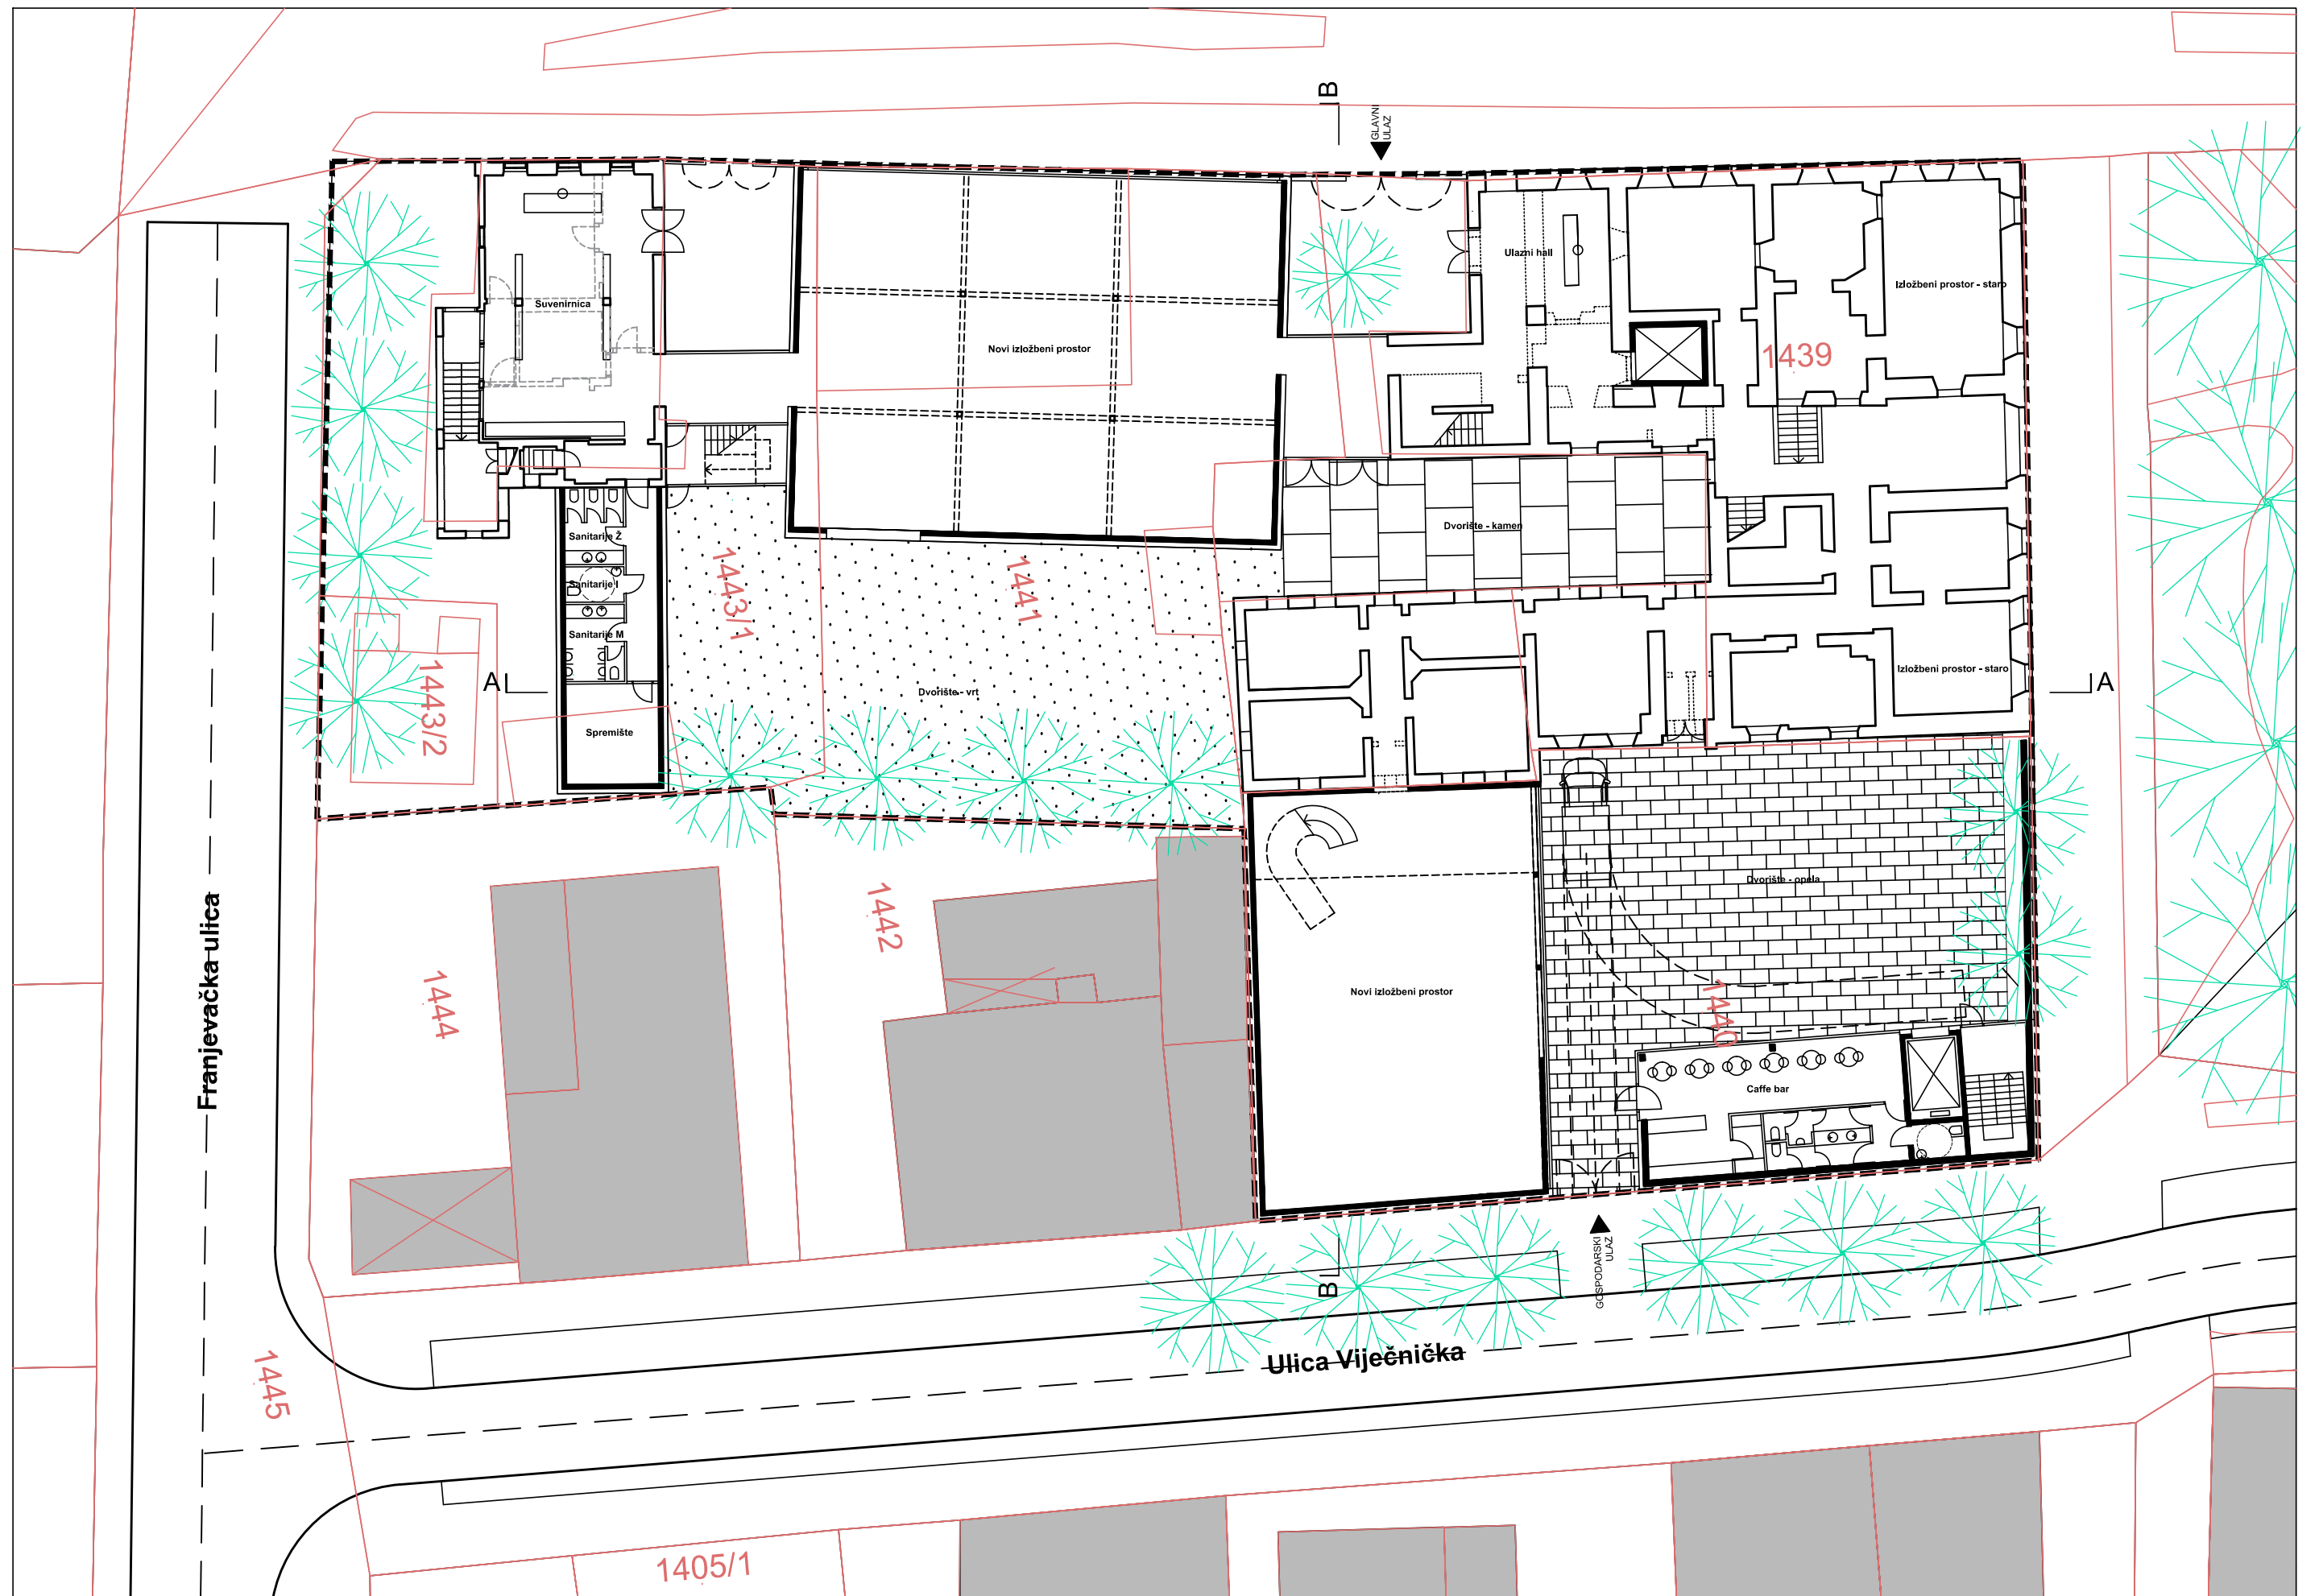 B
GLAVNI
ULAZ
Ulazni hall
Izložbeni prostor - staro
Suvenirnica
Novi izložbeni prostor
1439
Dvorište - kamen
Sanitarije Ž
Sanitarije I
Sanitarije M
1443/1
1441
A
1443/2
Dvorište - vrt
Izložbeni prostor - staro
A
Spremište
Dvorište - opela
1442
Novi izložbeni prostor
1444
1440
Franjevačka ulica
Caffe bar
B
GOSPODARSKI
ULAZ
Ulica Viječnička
1445
1405/1